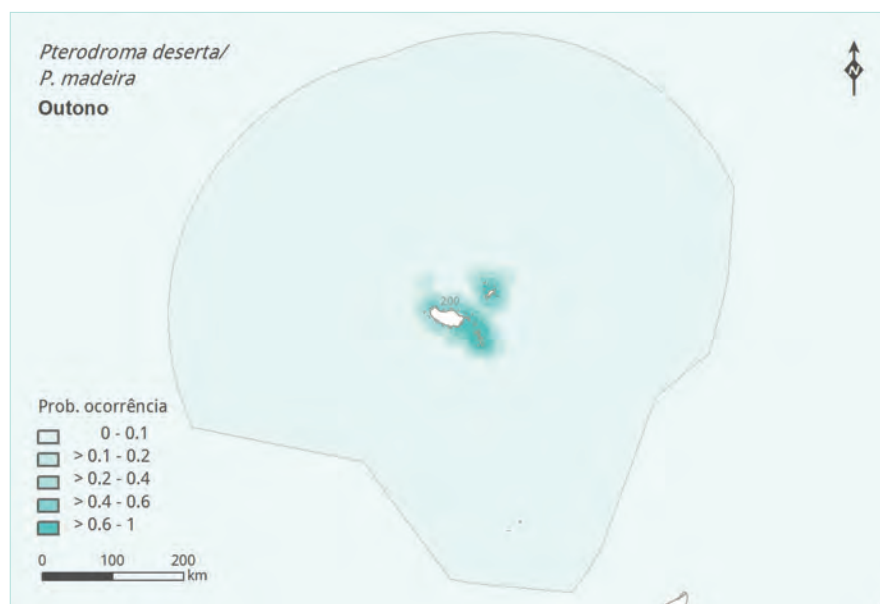 Pterodroma deserta/
P. madeira
Outono
N
200
Prob. ocorrência
0 - 0.1
> 0.1 - 0.2
> 0.2 - 0.4
> 0.4 - 0.6
> 0.6 - 1
0 100 200
km